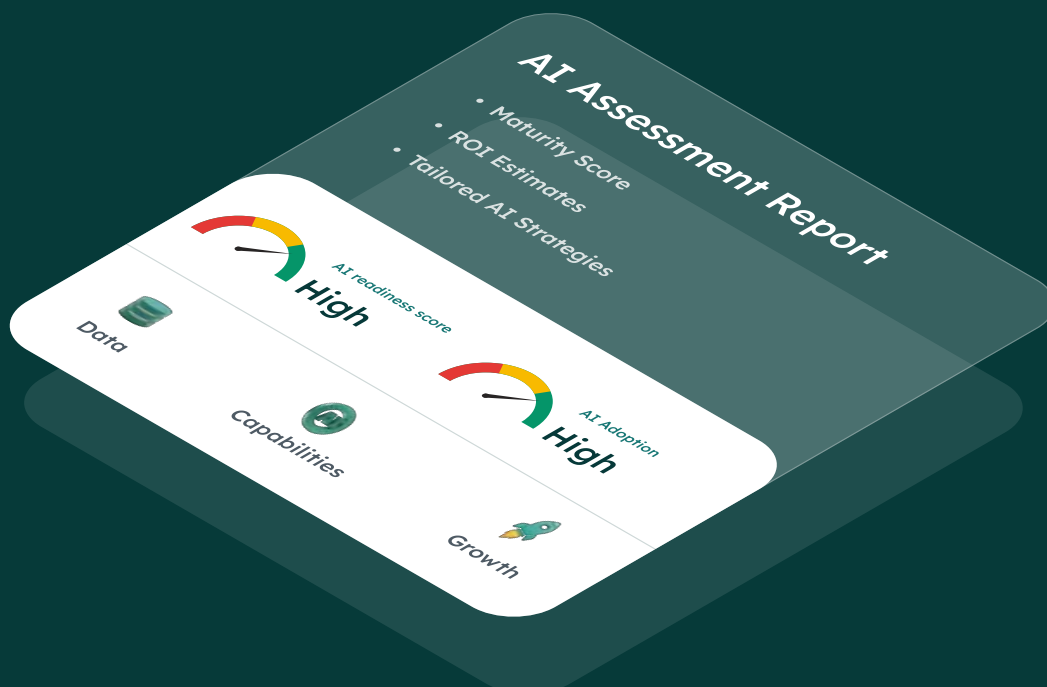 AI Assessment Report
• Maturity Score
• ROI Estimates
• Tailored AI Strategies
AI readiness score
High
AI Adoption
High
Data
Capabilities
Growth